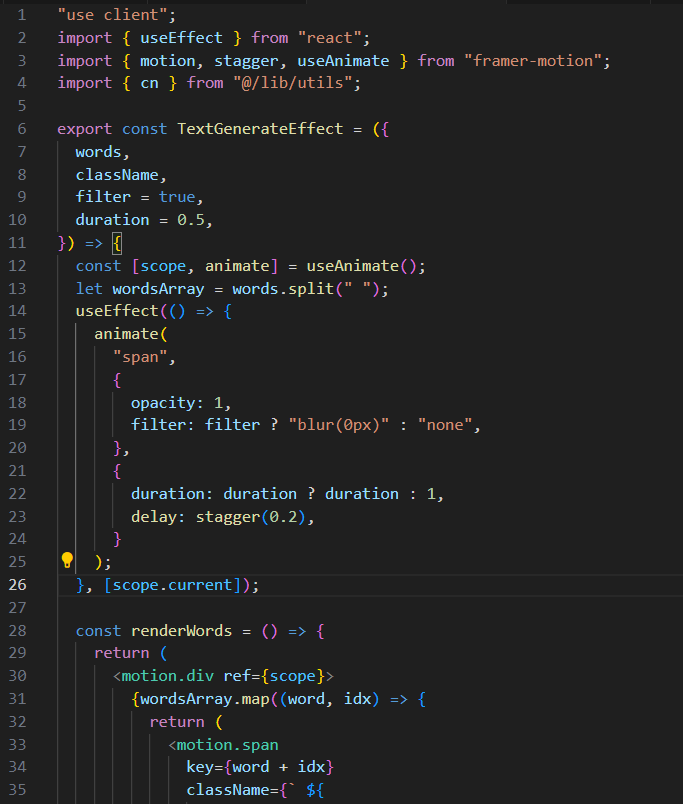 1 "use client";
2 import { useEffect } from "react";
3 import { motion, stagger, useAnimate } from "framer-motion";
4 import { cn } from "@/lib/utils";
5
6 export const TextGenerateEffect = ({
7   words,
8   className,
9   filter = true,
10   duration = 0.5,
11 }) => {
12   const [scope, animate] = useAnimate();
13   let wordsArray = words.split(" ");
14   useEffect(() => {
15     animate(
16       "span",
17       {
18         opacity: 1,
19         filter: filter ? "blur(0px)" : "none",
20       },
21       {
22         duration: duration ? duration : 1,
23         delay: stagger(0.2),
24       }
25     );
26   }, [scope.current]);
27
28   const renderWords = () => {
29     return (
30       <motion.div ref={scope}>
31         {wordsArray.map((word, idx) => {
32           return (
33             <motion.span
34               key={word + idx}
35               className={` ${